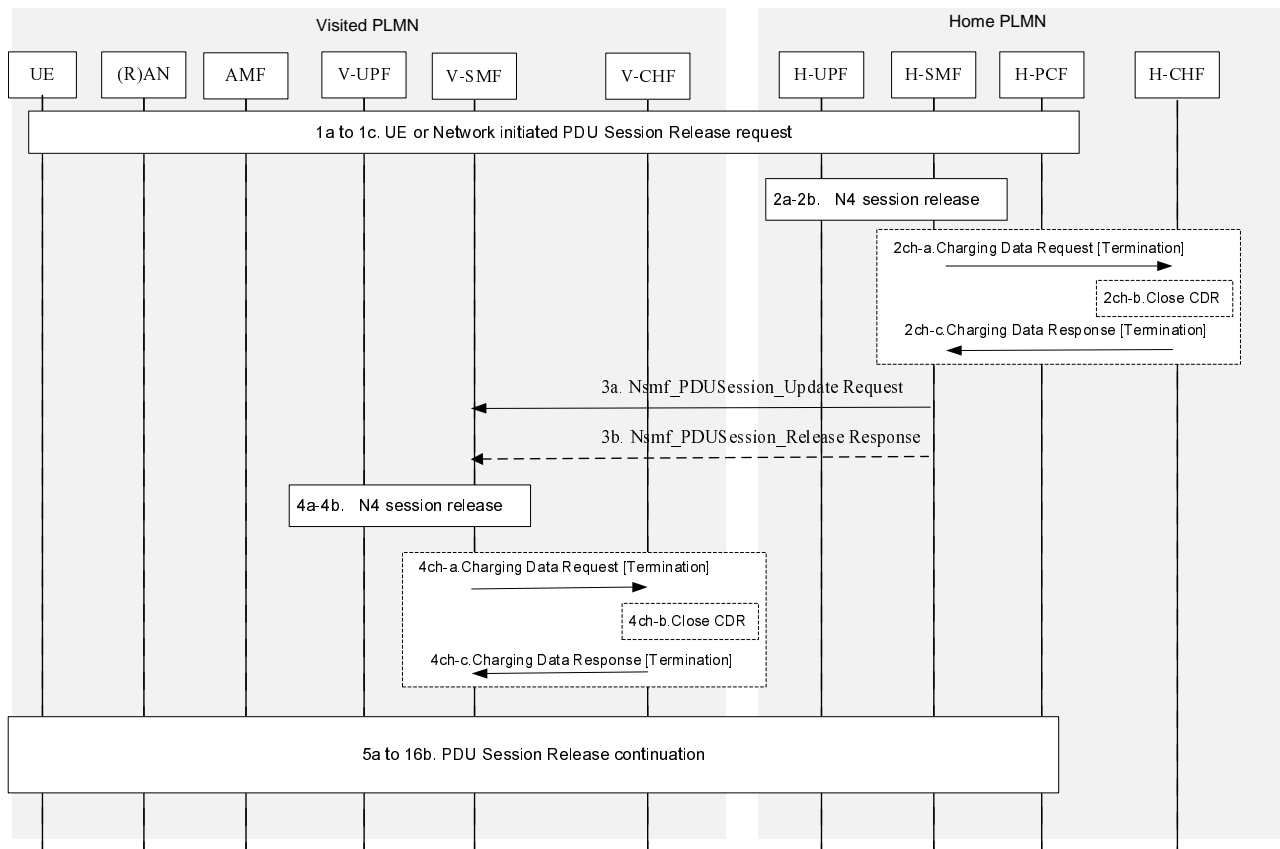 Visited PLMN
Home PLMN
UE
(R)AN
AMF
V-UPF
V-SMF
V-CHF
H-UPF
H-SMF
H-PCF
H-CHF
1a to 1c. UE or Network initiated PDU Session Release request
2a-2b. N4 session release
2ch-a.Charging Data Request [Termination]
2ch-b.Close CDR
2ch-c.Charging Data Response [Termination]
3a. Nsmf_PDUSession_Update Request
3b. Nsmf_PDUSession_Release Response
4a-4b. N4 session release
4ch-a.Charging Data Request [Termination]
4ch-b.Close CDR
4ch-c.Charging Data Response [Termination]
5a to 16b. PDU Session Release continuation